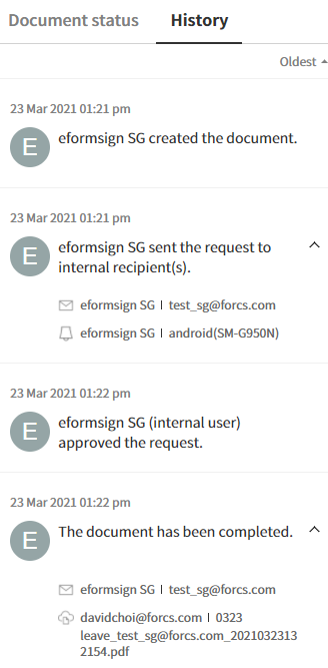 Document status
History
Oldest
23 Mar 2021 01:21 pm
E
eformsign SG created the document.
23 Mar 2021 01:21 pm
E
eformsign SG sent the request to
internal recipient(s).
eformsign SG | test_sg@forcs.com
eformsign SG | android(SM-G950N)
23 Mar 2021 01:22 pm
E
eformsign SG (internal user)
approved the request.
23 Mar 2021 01:22 pm
E
The document has been completed.
eformsign SG | test_sg@forcs.com
davidchoi@forcs.com | 0323
leave_test_sg@forcs.com_2021032313
2154.pdf